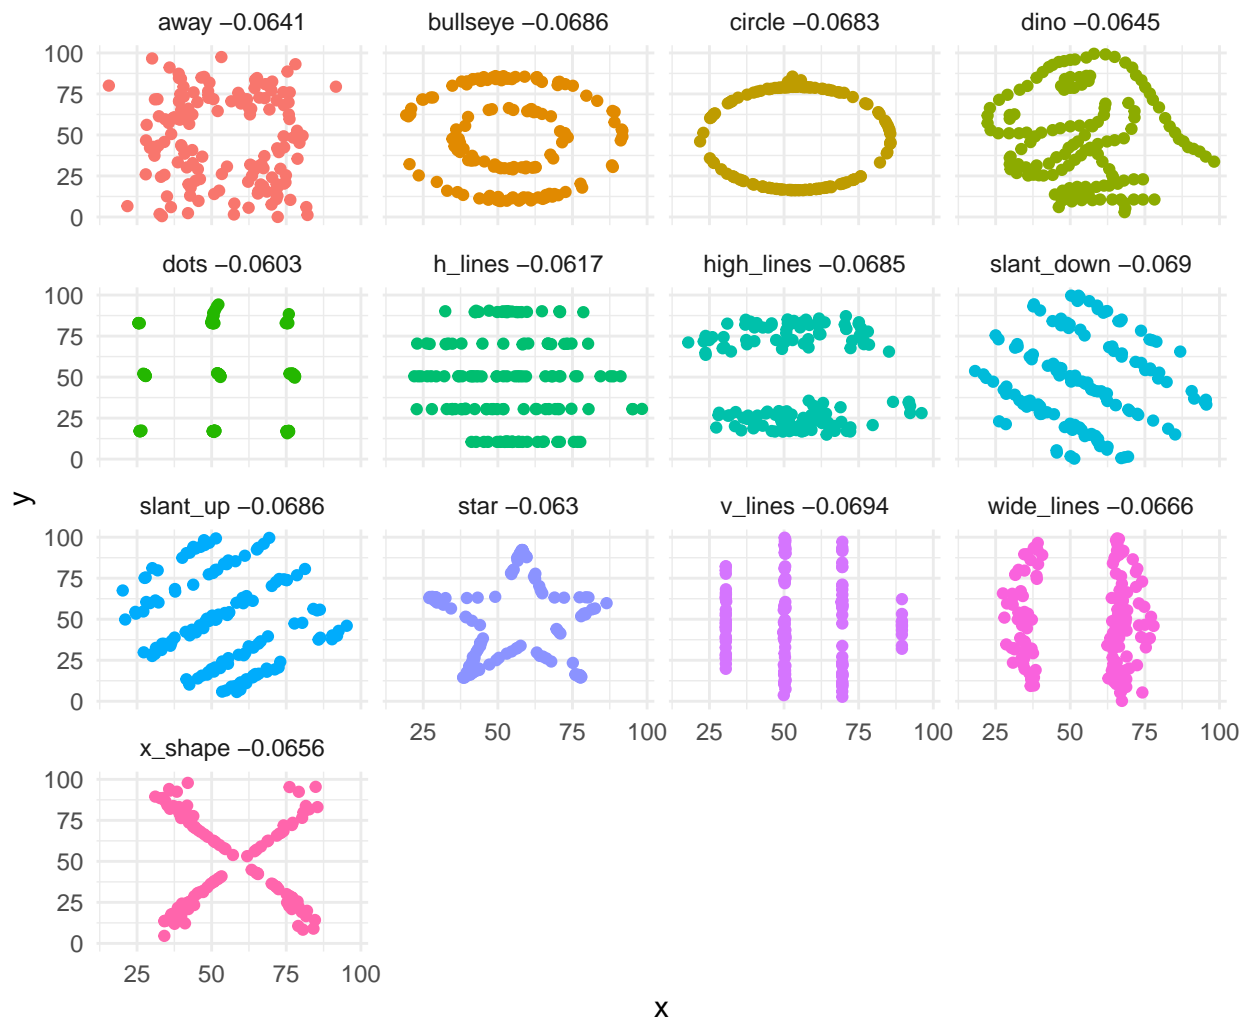 away −0.0641
bullseye −0.0686
circle −0.0683
dino −0.0645
100
75
50
25
0
dots −0.0603
h_lines −0.0617
high_lines −0.0685
slant_down −0.069
100
75
50
25
0
y
slant_up −0.0686
star −0.063
v_lines −0.0694
wide_lines −0.0666
100
75
50
25
0
25 50 75 100
25 50 75 100
25 50 75 100
x_shape −0.0656
100
75
50
25
0
25 50 75 100
x